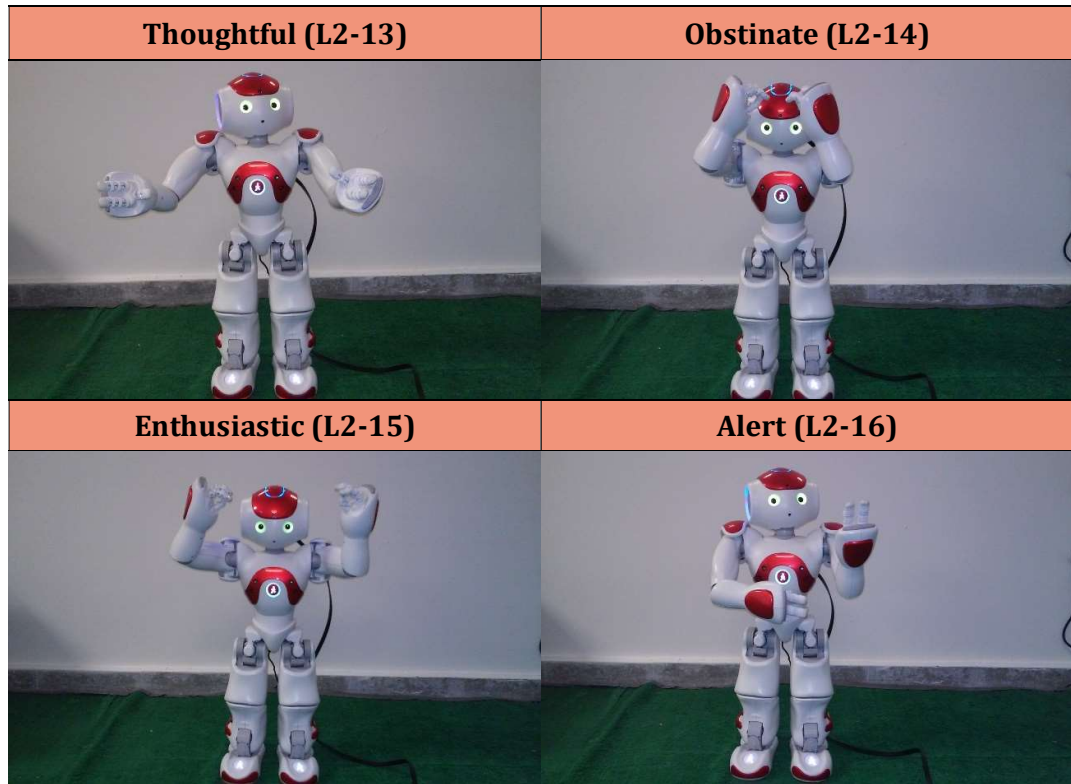 Thoughtful (L2-13)
Obstinate (L2-14)
Enthusiastic (L2-15)
Alert (L2-16)